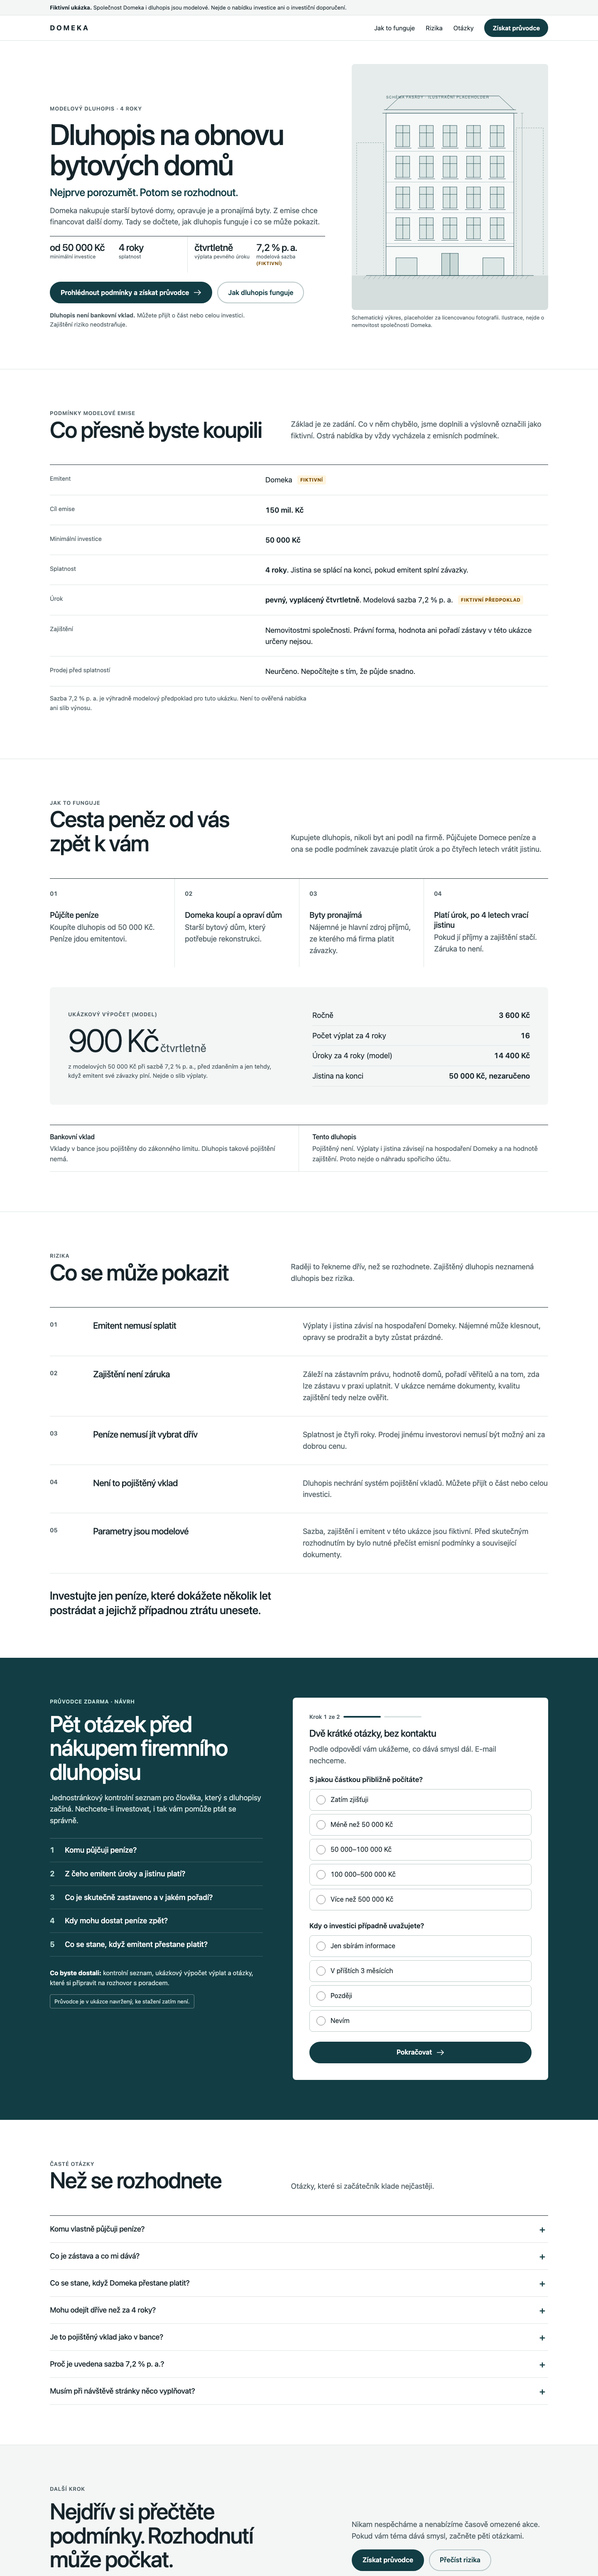 Fiktivní ukázka. Společnost Domeka i dluhopis jsou modelové. Nejde o nabídku investice ani o investiční doporučení.
DOMEKA
Jak to funguje
Rizika
Otázky
Získat průvodce
MODELOVÝ DLUHOPIS · 4 ROKY
Dluhopis na obnovu
bytových domů
Nejprve porozumět. Potom se rozhodnout.
Domeka nakupuje starší bytové domy, opravuje je a pronajímá byty. Z emise chce
financovat další domy. Tady se dočtete, jak dluhopis funguje i co se může pokazit.
od 50 000 Kč
minimální investice
4 roky
splatnost
čtvrtletně
výplata pevného úroku
7,2 % p. a.
modelová sazba
(FIKTIVNÍ)
Prohlédnout podmínky a získat průvodce →
Jak dluhopis funguje
Dluhopis není bankovní vklad. Můžete přijít o část nebo celou investici.
Zajištění riziko neodstraňuje.
SCHÉMA FASÁDY · ILUSTRAČNÍ PLACEHOLDER
Schematický výkres, placeholder za licencovanou fotografii. Ilustrace, nejde o
nemovitost společnosti Domeka.
PODMÍNKY MODELOVÉ EMISE
Co přesně byste koupili
Základ je ze zadání. Co v něm chybělo, jsme doplnili a výslovně označili jako
fiktivní. Ostrá nabídka by vždy vycházela z emisních podmínek.
Emitent
Domeka FIKTIVNÍ
Cíl emise
150 mil. Kč
Minimální investice
50 000 Kč
Splatnost
4 roky. Jistina se splácí na konci, pokud emitent splní závazky.
Úrok
pevný, vyplácený čtvrtletně. Modelová sazba 7,2 % p. a. FIKTIVNÍ PŘEDPOKLAD
Zajištění
Nemovitostmi společnosti. Právní forma, hodnota ani pořadí zástavy v této ukázce
určeny nejsou.
Prodej před splatností
Neurčeno. Nepočítejte s tím, že půjde snadno.
Sazba 7,2 % p. a. je výhradně modelový předpoklad pro tuto ukázku. Není to ověřená nabídka
ani slib výnosu.
JAK TO FUNGUJE
Cesta peněz od vás
zpět k vám
Kupujete dluhopis, nikoli byt ani podíl na firmě. Půjčujete Domece peníze a
ona se podle podmínek zavazuje platit úrok a po čtyřech letech vrátit jistinu.
01
Půjčíte peníze
Koupíte dluhopis od 50 000 Kč.
Peníze jdou emitentovi.
02
Domeka koupí a opraví dům
Starší bytový dům, který
potřebuje rekonstrukci.
03
Byty pronajímá
Nájemné je hlavní zdroj příjmů,
ze kterého má firma platit
závazky.
04
Platí úrok, po 4 letech vrací
jistinu
Pokud jí příjmy a zajištění stačí.
Záruka to není.
UKÁZKOVÝ VÝPOČET (MODEL)
900 Kč čtvrtletně
z modelových 50 000 Kč při sazbě 7,2 % p. a., před zdaněním a jen tehdy,
když emitent své závazky plní. Nejde o slib výplaty.
Ročně
3 600 Kč
Počet výplat za 4 roky
16
Úroky za 4 roky (model)
14 400 Kč
Jistina na konci
50 000 Kč, nezaručeno
Bankovní vklad
Vklady v bance jsou pojištěny do zákonného limitu. Dluhopis takové pojištění
nemá.
Tento dluhopis
Pojištěný není. Výplaty i jistina závisejí na hospodaření Domeky a na hodnotě
zajištění. Proto nejde o náhradu spořicího účtu.
RIZIKA
Co se může pokazit
Raději to řekneme dřív, než se rozhodnete. Zajištěný dluhopis neznamená
dluhopis bez rizika.
01
Emitent nemusí splatit
Výplaty i jistina závisí na hospodaření Domeky. Nájemné může klesnout,
opravy se prodražit a byty zůstat prázdné.
02
Zajištění není záruka
Záleží na zástavním právu, hodnotě domů, pořadí věřitelů a na tom, zda
lze zástavu v praxi uplatnit. V ukázce nemáme dokumenty, kvalitu
zajištění tedy nelze ověřit.
03
Peníze nemusí jít vybrat dřív
Splatnost je čtyři roky. Prodej jinému investorovi nemusí být možný ani za
dobrou cenu.
04
Není to pojištěný vklad
Dluhopis nechrání systém pojištění vkladů. Můžete přijít o část nebo celou
investici.
05
Parametry jsou modelové
Sazba, zajištění i emitent v této ukázce jsou fiktivní. Před skutečným
rozhodnutím by bylo nutné přečíst emisní podmínky a související
dokumenty.
Investujte jen peníze, které dokážete několik let
postrádat a jejichž případnou ztrátu unesete.
PRŮVODCE ZDARMA · NÁVRH
Pět otázek před
nákupem firemního
dluhopisu
Jednostránkový kontrolní seznam pro člověka, který s dluhopisy
začíná. Nechcete-li investovat, i tak vám pomůže ptát se
správně.
1 Komu půjčuji peníze?
2 Z čeho emitent úroky a jistinu platí?
3 Co je skutečně zastaveno a v jakém pořadí?
4 Kdy mohu dostat peníze zpět?
5 Co se stane, když emitent přestane platit?
Co byste dostali: kontrolní seznam, ukázkový výpočet výplat a otázky,
které si připravit na rozhovor s poradcem.
Průvodce je v ukázce navržený, ke stažení zatím není.
Krok 1 ze 2
Dvě krátké otázky, bez kontaktu
Podle odpovědí vám ukážeme, co dává smysl dál. E-mail
nechceme.
S jakou částkou přibližně počítáte?
Zatím zjišťuji
Méně než 50 000 Kč
50 000–100 000 Kč
100 000–500 000 Kč
Více než 500 000 Kč
Kdy o investici případně uvažujete?
Jen sbírám informace
V příštích 3 měsících
Později
Nevím
Pokračovat →
ČASTÉ OTÁZKY
Než se rozhodnete
Otázky, které si začátečník klade nejčastěji.
Komu vlastně půjčuji peníze? +
Co je zástava a co mi dává? +
Co se stane, když Domeka přestane platit? +
Mohu odejít dříve než za 4 roky? +
Je to pojištěný vklad jako v bance? +
Proč je uvedena sazba 7,2 % p. a.? +
Musím při návštěvě stránky něco vyplňovat? +
DALŠÍ KROK
Nejdřív si přečtěte
podmínky. Rozhodnutí
může počkat.
Nikam nespěcháme a nenabízíme časově omezené akce.
Pokud vám téma dává smysl, začněte pěti otázkami.
Získat průvodce
Přečíst rizika